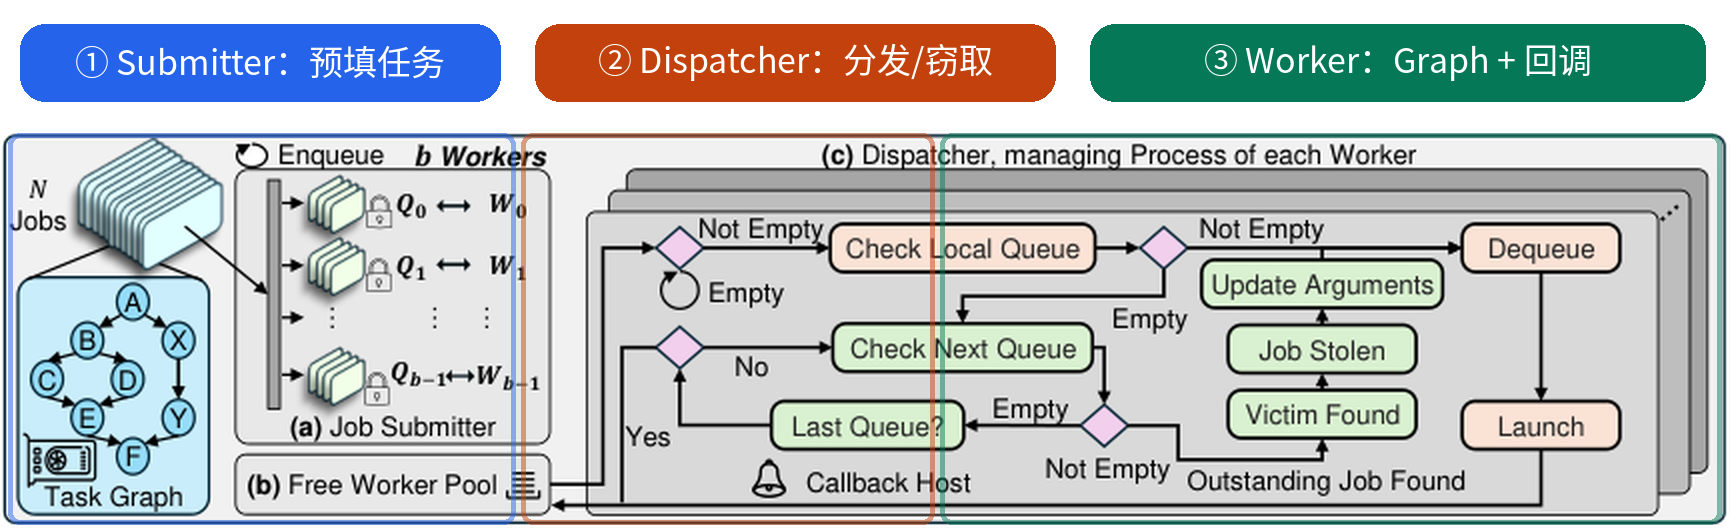 ① Submitter：预填任务
② Dispatcher：分发/窃取
③ Worker：Graph + 回调
N
Jobs
Enqueue b Workers
Q0 W0
Q1 W1
Qb−1 Wb−1
(a) Job Submitter
(b) Free Worker Pool
A
B X
C D
E Y
F
Task Graph
(c) Dispatcher, managing Process of each Worker
Not Empty
Check Local Queue
Not Empty
Dequeue
Empty
Update Arguments
Empty
Check Next Queue
No
Job Stolen
Last Queue?
Empty
Victim Found
Launch
Yes
Not Empty
Outstanding Job Found
Callback Host